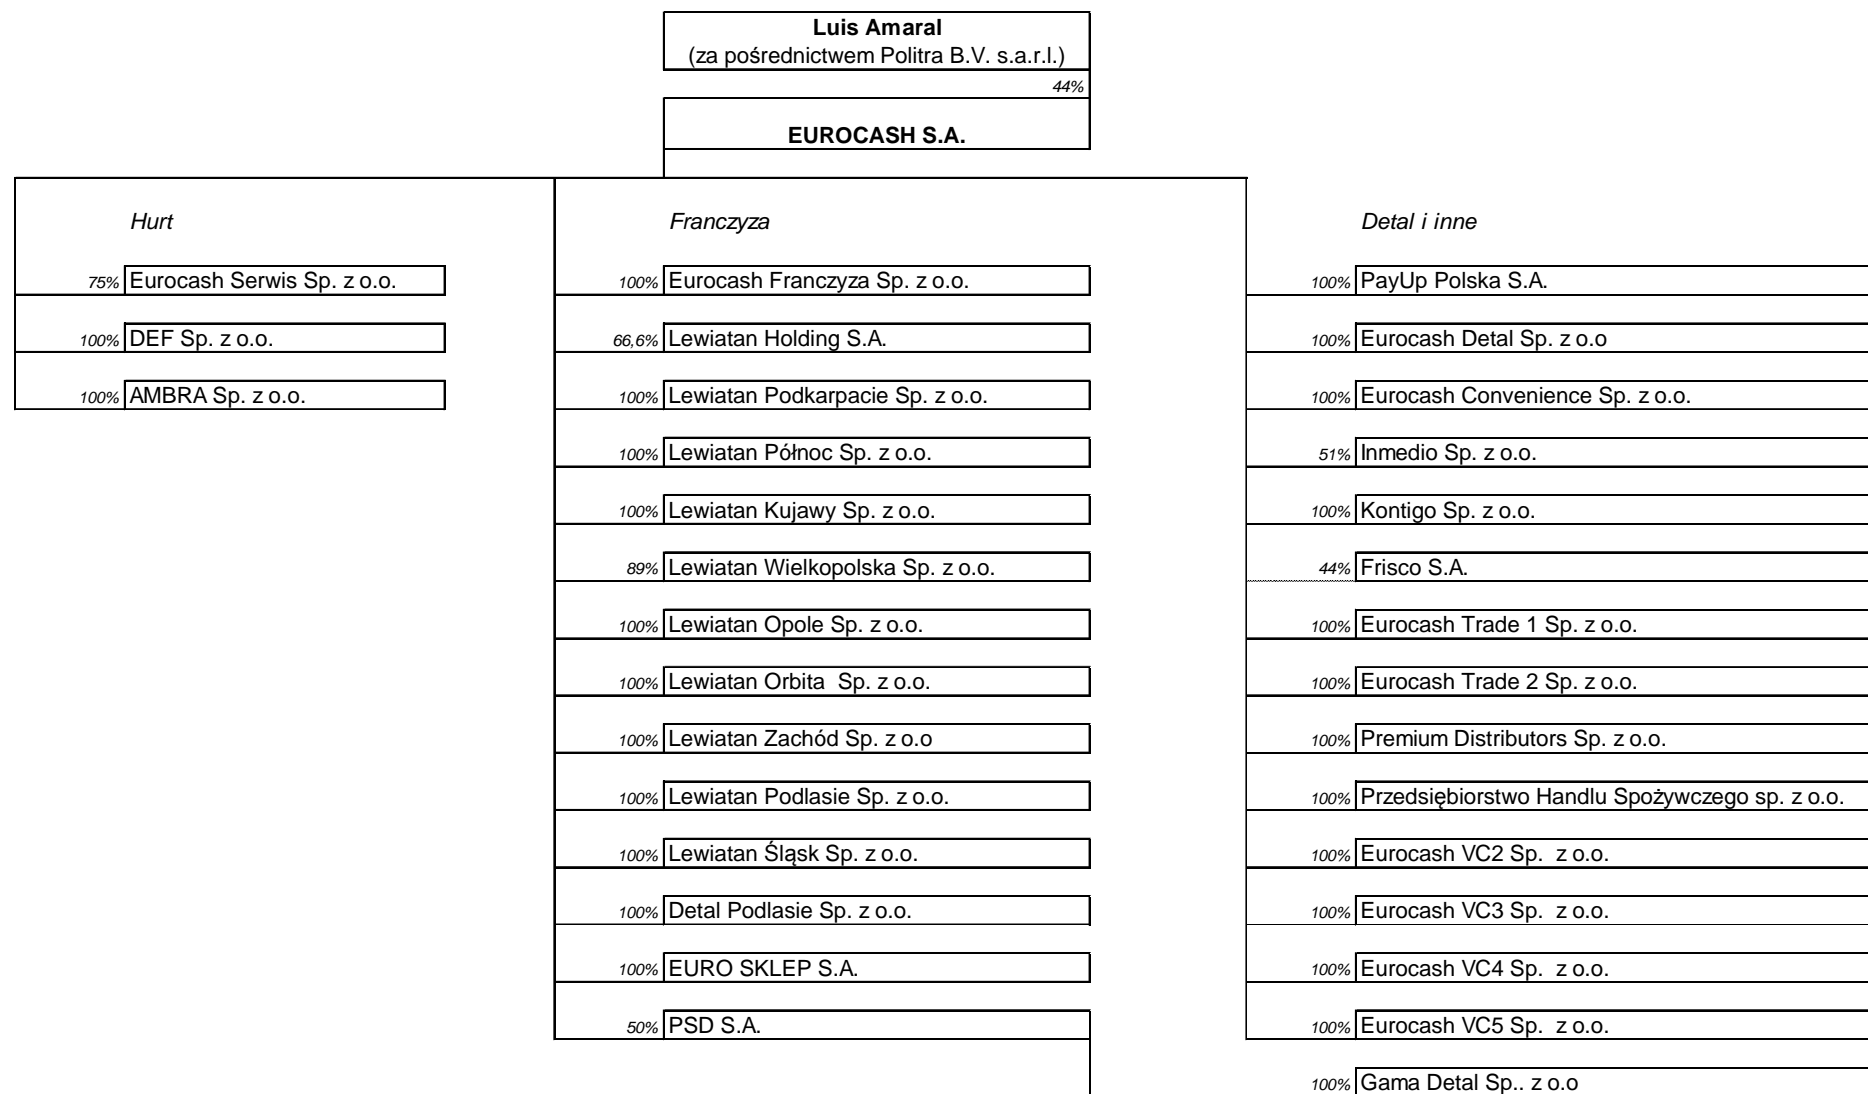 Luis Amaral
(za pośrednictwem Politra B.V. s.a.r.l.)
44%
EUROCASH S.A.
Hurt
75% Eurocash Serwis Sp. z o.o.
100% DEF Sp. z o.o.
100% AMBRA Sp. z o.o.
Franczyza
100% Eurocash Franczyza Sp. z o.o.
66,6% Lewiatan Holding S.A.
100% Lewiatan Podkarpacie Sp. z o.o.
100% Lewiatan Północ Sp. z o.o.
100% Lewiatan Kujawy Sp. z o.o.
89% Lewiatan Wielkopolska Sp. z o.o.
100% Lewiatan Opole Sp. z o.o.
100% Lewiatan Orbita  Sp. z o.o.
100% Lewiatan Zachód Sp. z o.o
100% Lewiatan Podlasie Sp. z o.o.
100% Lewiatan Śląsk Sp. z o.o.
100% Detal Podlasie Sp. z o.o.
100% EURO SKLEP S.A.
50% PSD S.A.
Detal i inne
100% PayUp Polska S.A.
100% Eurocash Detal Sp. z o.o
100% Eurocash Convenience Sp. z o.o.
51% Inmedio Sp. z o.o.
100% Kontigo Sp. z o.o.
44% Frisco S.A.
100% Eurocash Trade 1 Sp. z o.o.
100% Eurocash Trade 2 Sp. z o.o.
100% Premium Distributors Sp. z o.o.
100% Przedsiębiorstwo Handlu Spożywczego sp. z o.o.
100% Eurocash VC2 Sp.  z o.o.
100% Eurocash VC3 Sp.  z o.o.
100% Eurocash VC4 Sp.  z o.o.
100% Eurocash VC5 Sp.  z o.o.
100% Gama Detal Sp.. z o.o